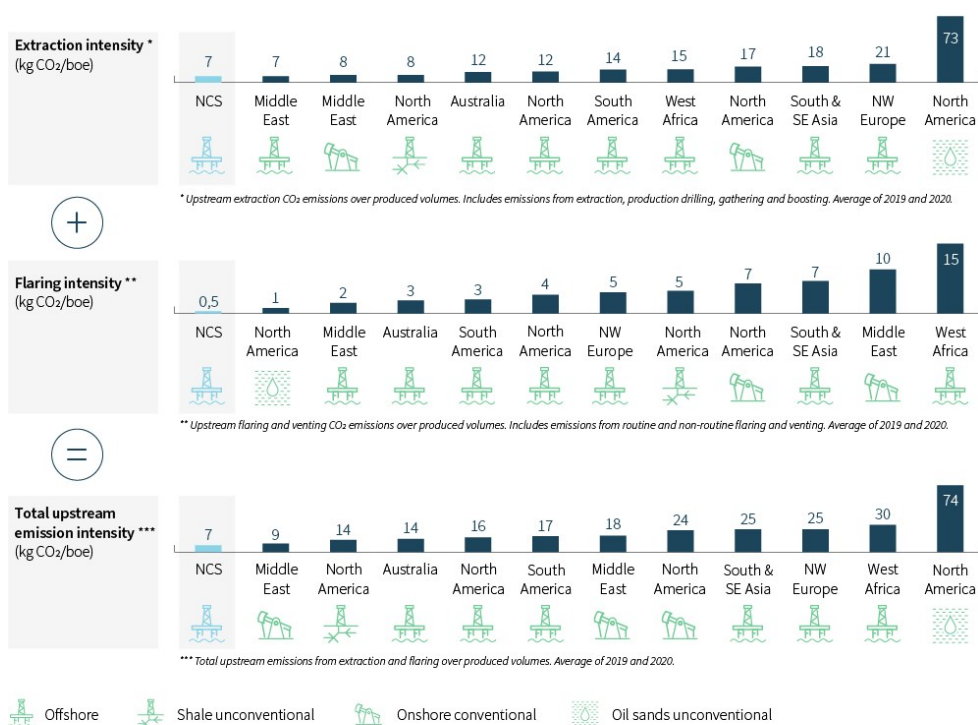 Extraction intensity *
(kg CO₂/boe)
7 7 8 8 12 12 14 15 17 18 21 73
NCS Middle East Middle East North America Australia North America South America West Africa North America South & SE Asia NW Europe North America
* Upstream extraction CO₂ emissions over produced volumes. Includes emissions from extraction, production drilling, gathering and boosting. Average of 2019 and 2020.
+
Flaring intensity **
(kg CO₂/boe)
0,5 1 2 3 3 4 5 5 7 7 10 15
NCS North America Middle East Australia South America North America NW Europe North America North America South & SE Asia Middle East West Africa
** Upstream flaring and venting CO₂ emissions over produced volumes. Includes emissions from routine and non-routine flaring and venting. Average of 2019 and 2020.
=
Total upstream
emission intensity ***
(kg CO₂/boe)
7 9 14 14 16 17 18 24 25 25 30 74
NCS Middle East North America Australia North America South America Middle East North America South & SE Asia NW Europe West Africa North America
*** Total upstream emissions from extraction and flaring over produced volumes. Average of 2019 and 2020.
Offshore Shale unconventional Onshore conventional Oil sands unconventional